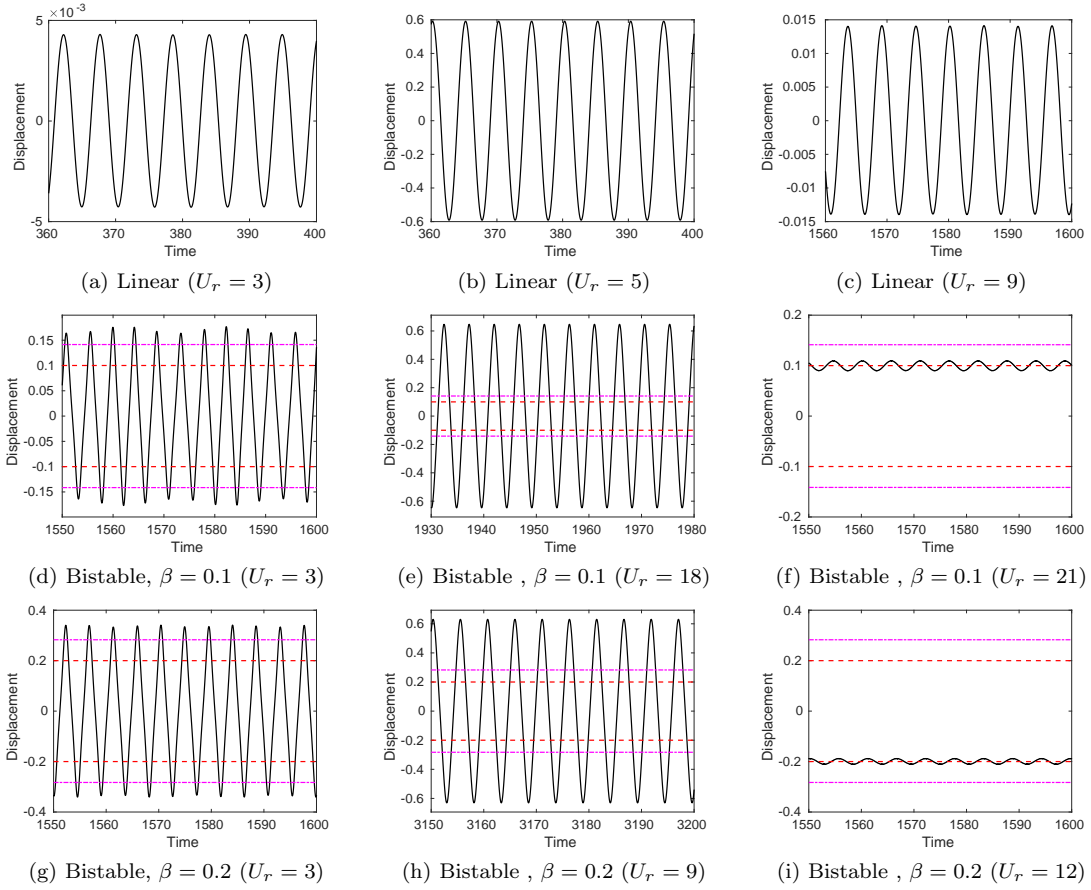 ×10⁻³
5
0
-5
Displacement
360 370 380 390 400
Time
(a) Linear (U_r = 3)
0.6
0.4
0.2
0
-0.2
-0.4
-0.6
Displacement
360 370 380 390 400
Time
(b) Linear (U_r = 5)
0.015
0.01
0.005
0
-0.005
-0.01
-0.015
Displacement
1560 1570 1580 1590 1600
Time
(c) Linear (U_r = 9)
0.15
0.1
0.05
0
-0.05
-0.1
-0.15
Displacement
1550 1560 1570 1580 1590 1600
Time
(d) Bistable, β = 0.1 (U_r = 3)
0.6
0.4
0.2
0
-0.2
-0.4
-0.6
Displacement
1930 1940 1950 1960 1970 1980
Time
(e) Bistable , β = 0.1 (U_r = 18)
0.2
0.1
0
-0.1
-0.2
Displacement
1550 1560 1570 1580 1590 1600
Time
(f) Bistable , β = 0.1 (U_r = 21)
0.4
0.2
0
-0.2
-0.4
Displacement
1550 1560 1570 1580 1590 1600
Time
(g) Bistable, β = 0.2 (U_r = 3)
0.6
0.4
0.2
0
-0.2
-0.4
-0.6
Displacement
3150 3160 3170 3180 3190 3200
Time
(h) Bistable , β = 0.2 (U_r = 9)
0.4
0.2
0
-0.2
-0.4
Displacement
1550 1560 1570 1580 1590 1600
Time
(i) Bistable , β = 0.2 (U_r = 12)